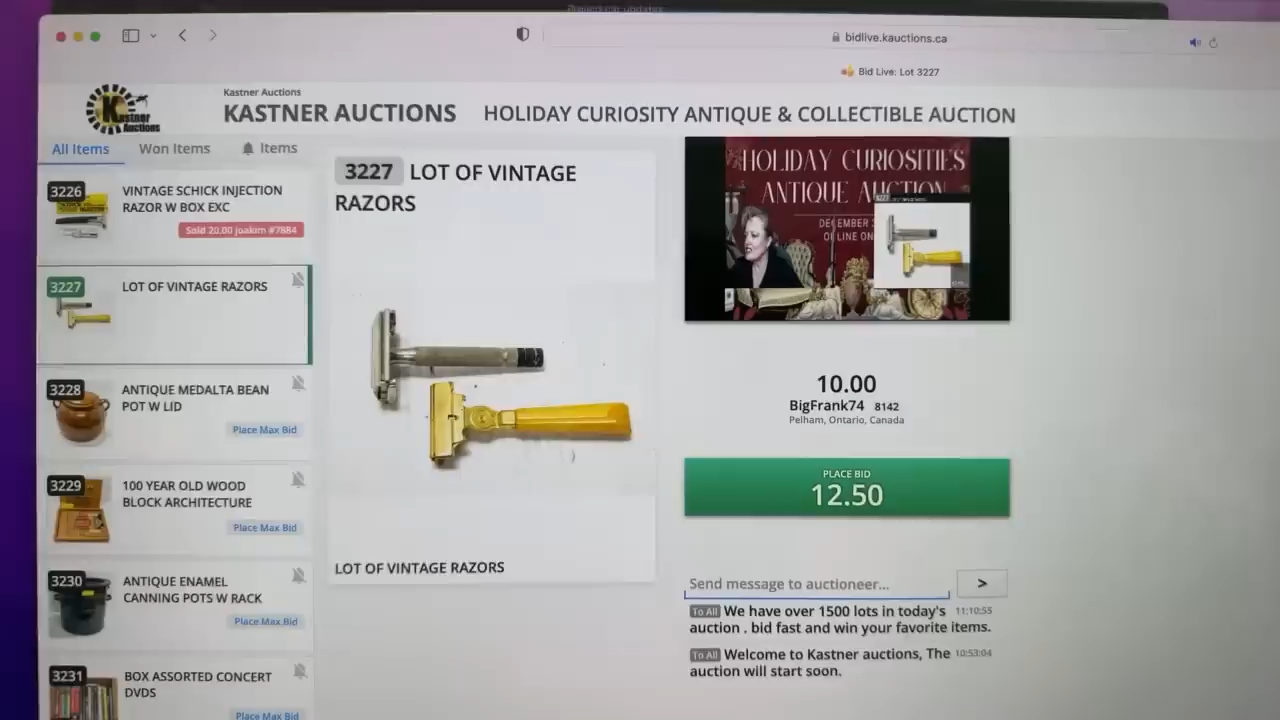 bidlive.kauctions.ca
Bid Live: Lot 3227
Kastner
Auctions
Kastner Auctions
KASTNER AUCTIONS
HOLIDAY CURIOSITY ANTIQUE & COLLECTIBLE AUCTION
All Items
Won Items
Items
3226
VINTAGE SCHICK INJECTION
RAZOR W BOX EXC
Sold 20.00 joakim #7884
3227
LOT OF VINTAGE RAZORS
3228
ANTIQUE MEDALTA BEAN
POT W LID
Place Max Bid
3229
100 YEAR OLD WOOD
BLOCK ARCHITECTURE
Place Max Bid
3230
ANTIQUE ENAMEL
CANNING POTS W RACK
Place Max Bid
3231
BOX ASSORTED CONCERT
DVDS
Place Max Bid
3227 LOT OF VINTAGE
RAZORS
LOT OF VINTAGE RAZORS
HOLIDAY CURIOSITIES
ANTIQUE AUCTION
DECEMBER
10.00
BigFrank74 8142
Pelham, Ontario, Canada
PLACE BID
12.50
Send message to auctioneer...
>
To All We have over 1500 lots in today's 11:10:55
auction . bid fast and win your favorite items.
To All Welcome to Kastner auctions, The 10:53:04
auction will start soon.